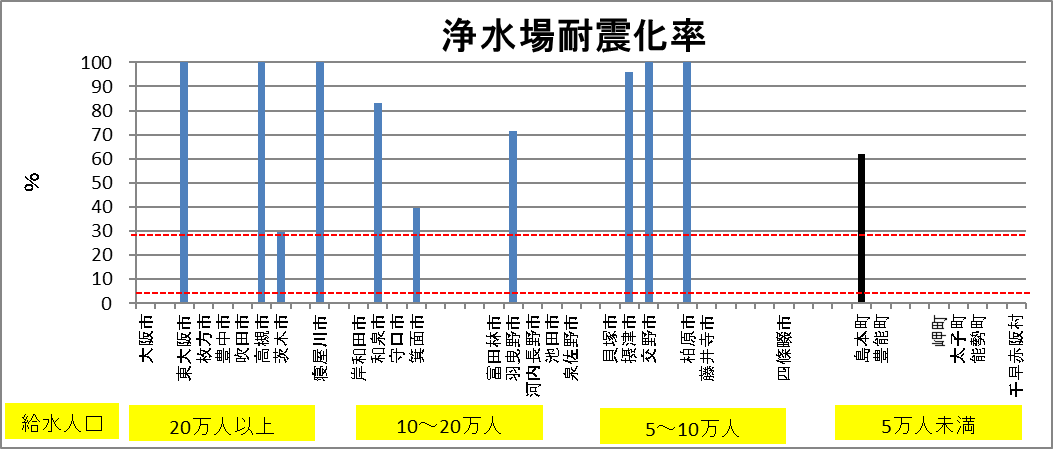 浄水場耐震化率
%
100
90
80
70
60
50
40
30
20
10
0
大阪市
東大阪市
枚方市
豊中市
吹田市
高槻市
茨木市
寝屋川市
岸和田市
和泉市
守口市
箕面市
富田林市
羽曳野市
河内長野市
池田市
泉佐野市
貝塚市
摂津市
交野市
柏原市
藤井寺市
四條畷市
島本町
豊能町
岬町
太子町
能勢町
千早赤阪村
給水人口
20万人以上
10～20万人
5～10万人
5万人未満